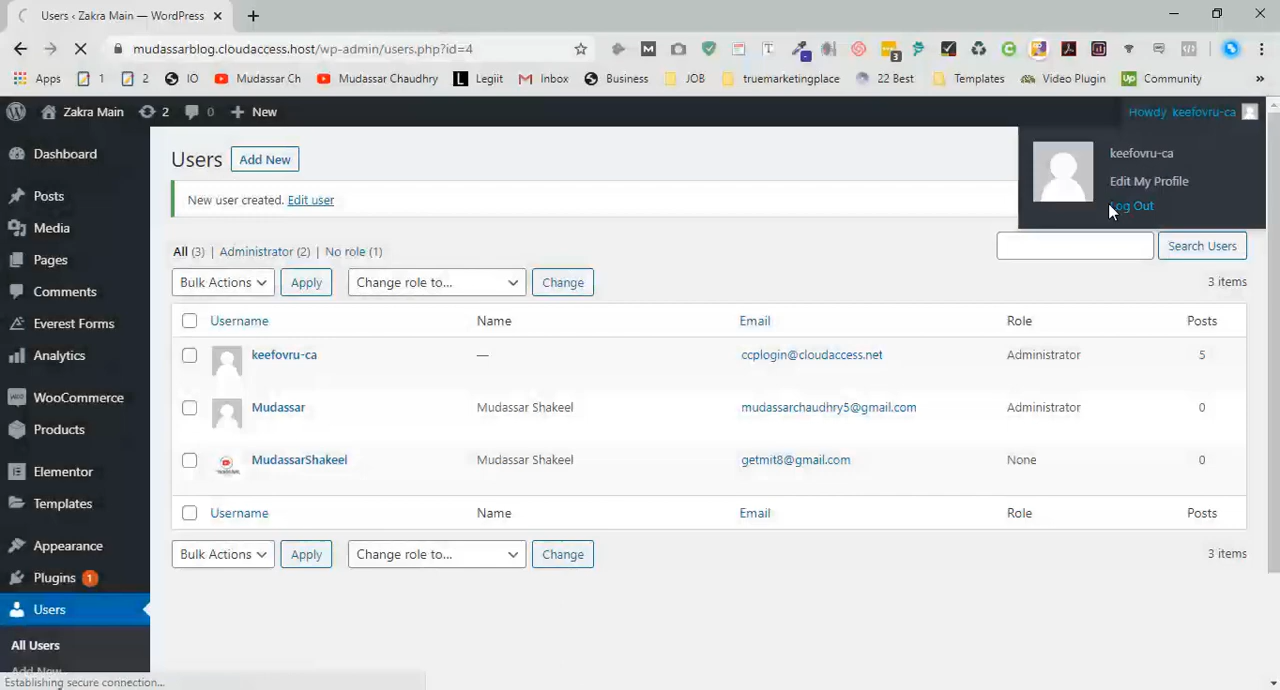 Users ‹ Zakra Main — WordPress
mudassarblog.cloudaccess.host/wp-admin/users.php?id=4
Apps 1 2 IO Mudassar Ch Mudassar Chaudhry Legiit Inbox Business JOB truemarketingplace 22 Best Templates Video Plugin Community »
Zakra Main 2 0 New Howdy keefovru-ca
keefovru-ca
Edit My Profile
Log Out
Dashboard
Posts
Media
Pages
Comments
Everest Forms
Analytics
WooCommerce
Products
Elementor
Templates
Appearance
Plugins 1
Users
All Users
Add New
Users Add New
New user created. Edit user
All (3) | Administrator (2) | No role (1)
Search Users
Bulk Actions Apply Change role to... Change 3 items
Username Name Email Role Posts
keefovru-ca — ccplogin@cloudaccess.net Administrator 5
Mudassar Mudassar Shakeel mudassarchaudhry5@gmail.com Administrator 0
MudassarShakeel Mudassar Shakeel getmit8@gmail.com None 0
Username Name Email Role Posts
Bulk Actions Apply Change role to... Change 3 items
Establishing secure connection...